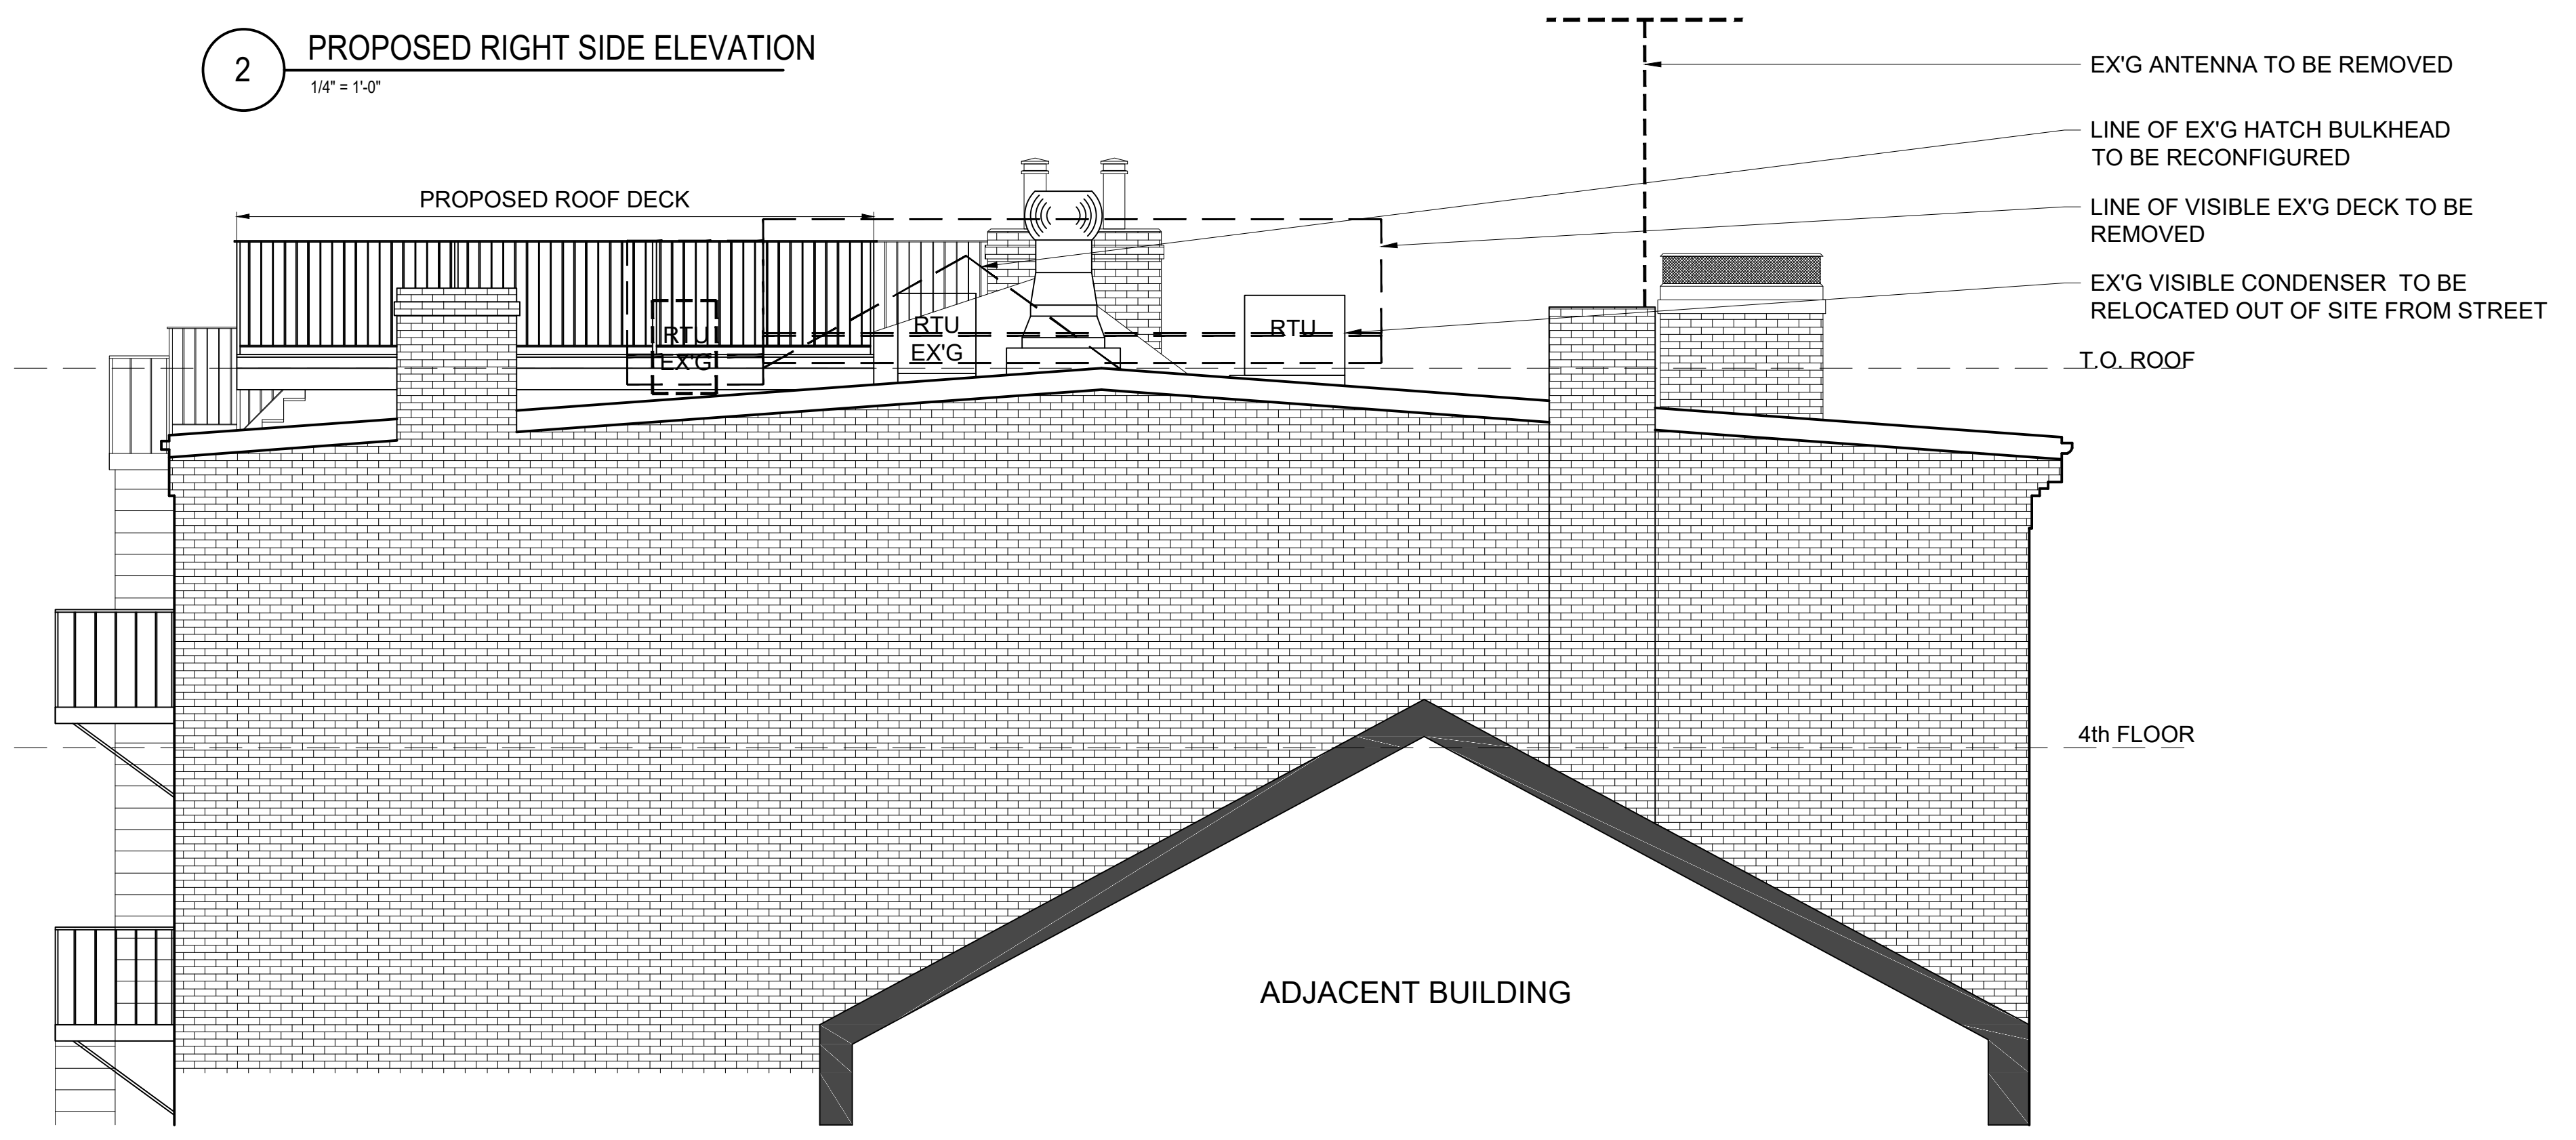 2
PROPOSED RIGHT SIDE ELEVATION
1/4" = 1'-0"
EX'G ANTENNA TO BE REMOVED
LINE OF EX'G HATCH BULKHEAD
TO BE RECONFIGURED
PROPOSED ROOF DECK
LINE OF VISIBLE EX'G DECK TO BE
REMOVED
EX'G VISIBLE CONDENSER TO BE
RELOCATED OUT OF SITE FROM STREET
RTU
EX'G
RTU
EX'G
RTU
T.O. ROOF
4th FLOOR
ADJACENT BUILDING